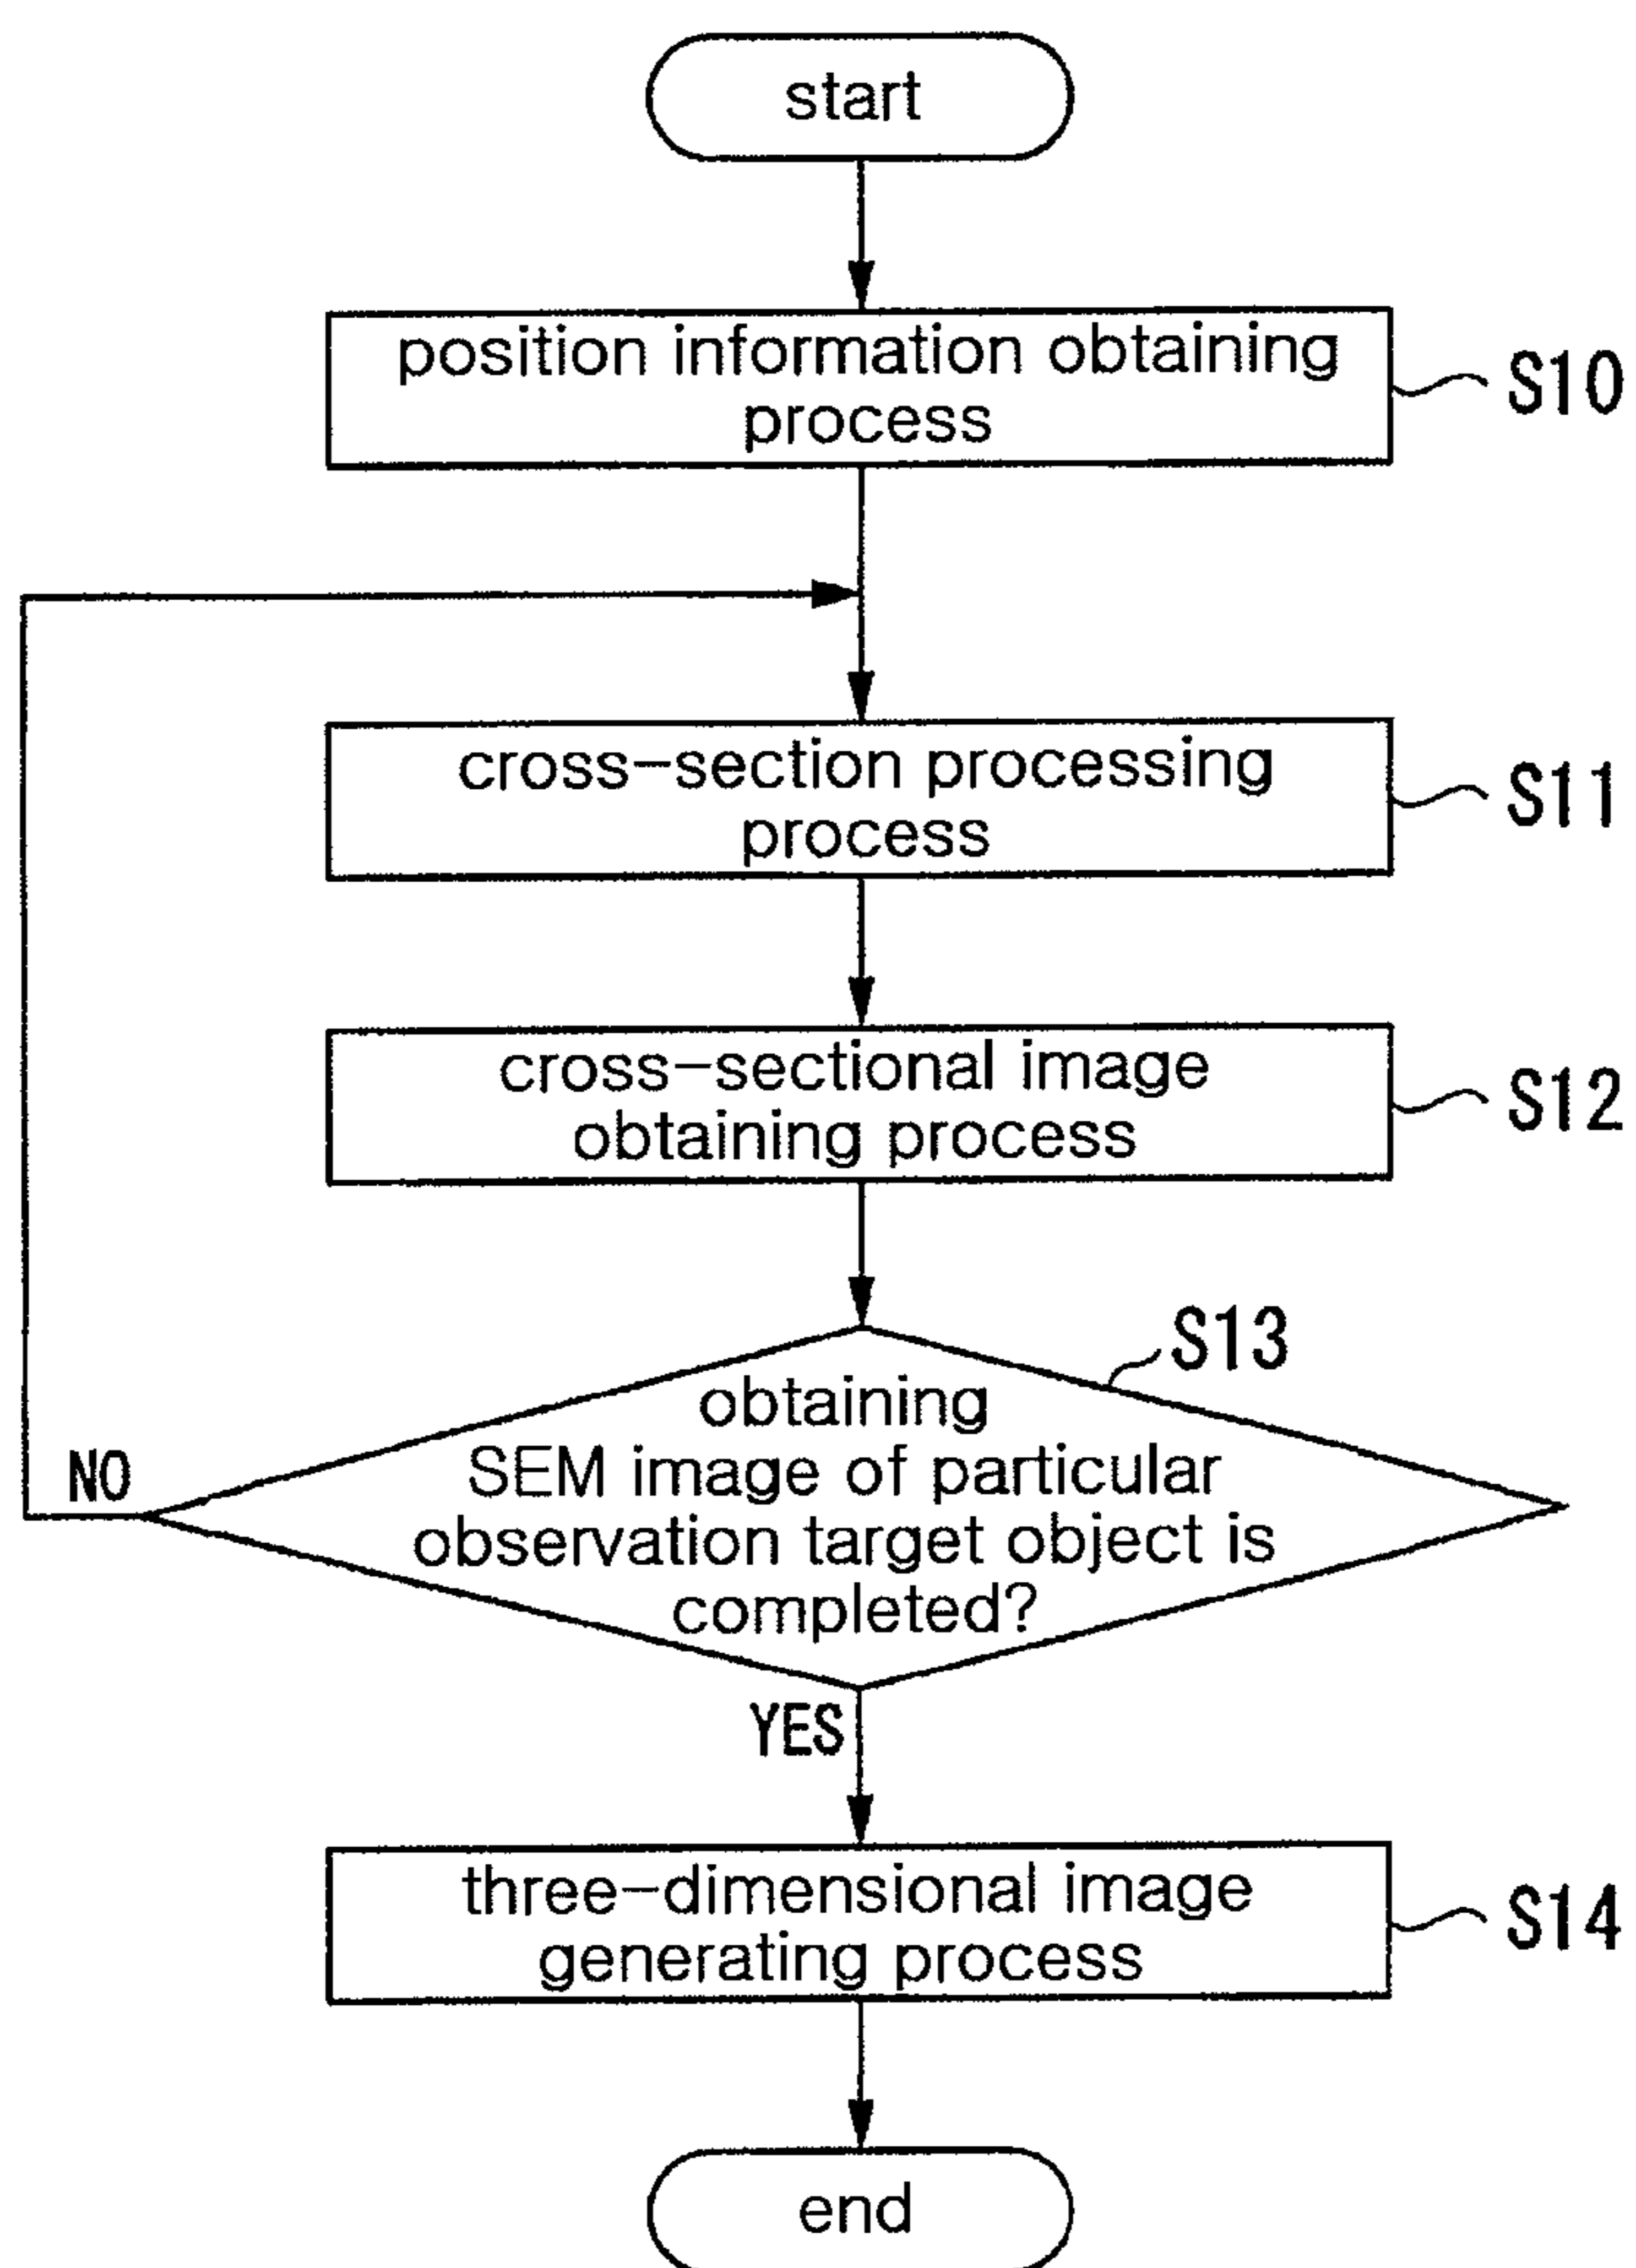 start
position information obtaining
process
S10
cross-section processing
process
S11
cross-sectional image
obtaining process
S12
S13
obtaining
SEM image of particular
observation target object is
completed?
NO
YES
three-dimensional image
generating process
S14
end